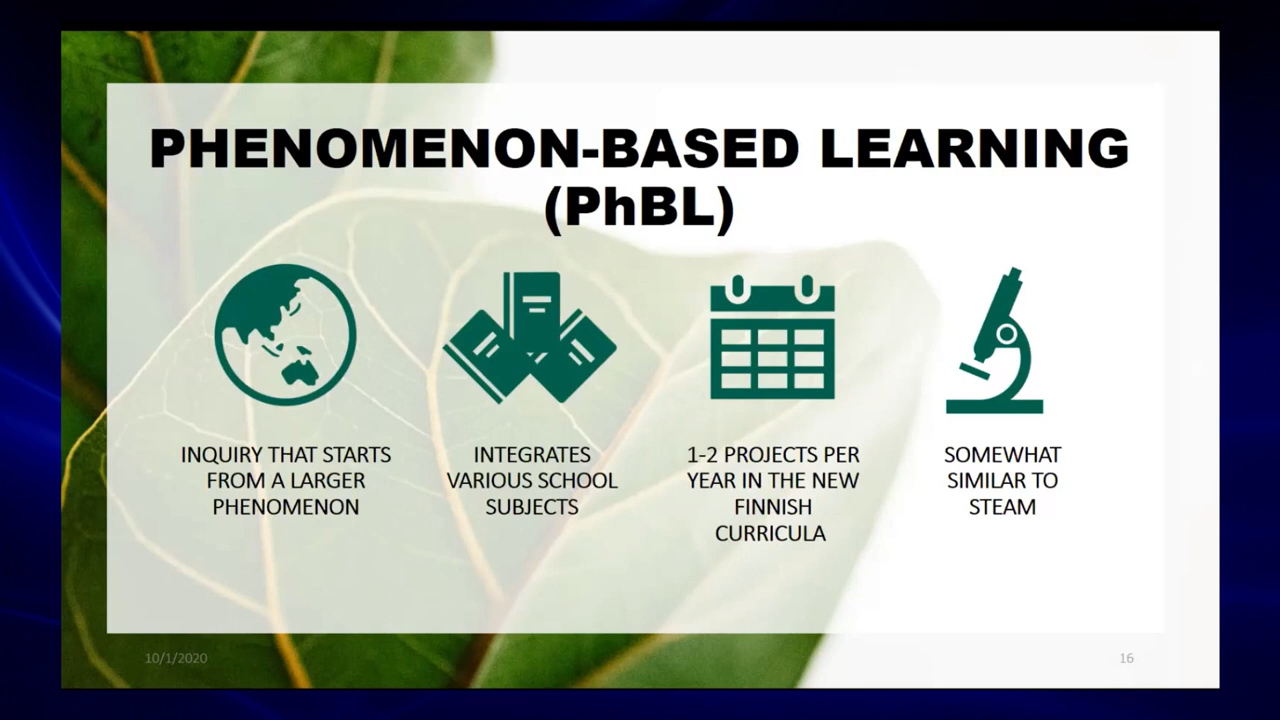 PHENOMENON-BASED LEARNING
(PhBL)
INQUIRY THAT STARTS
FROM A LARGER
PHENOMENON
INTEGRATES
VARIOUS SCHOOL
SUBJECTS
1-2 PROJECTS PER
YEAR IN THE NEW
FINNISH
CURRICULA
SOMEWHAT
SIMILAR TO
STEAM
10/1/2020
16